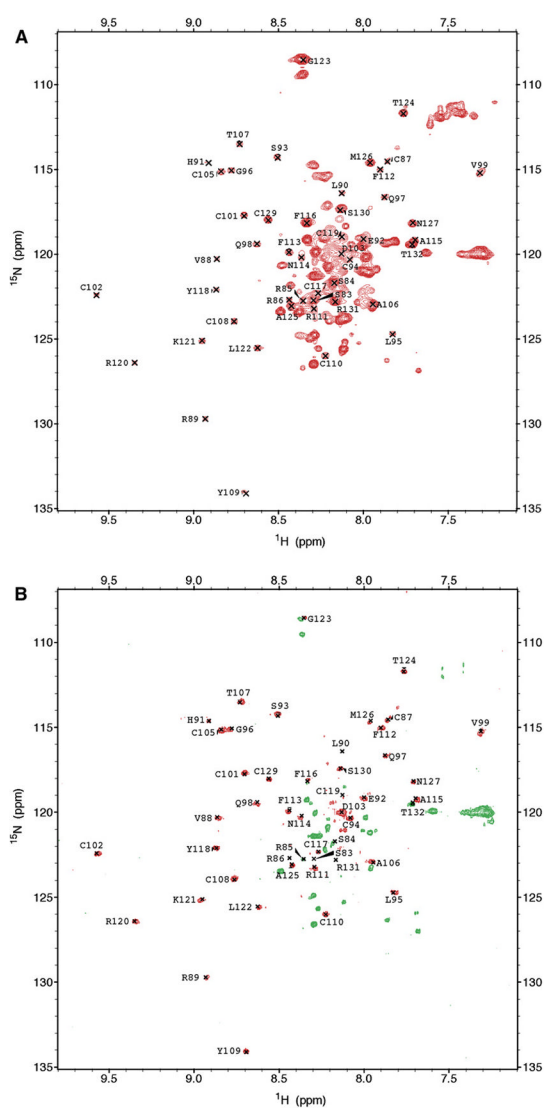 A
9.5 9.0 8.5 8.0 7.5
110 110
G123
T124
T107
S93
115 115
H91 M126 C87
C105 G96 F112 V99
L90 Q97
C101 C129 F116 S130 N127
C119 E92 A115
Q98 F113 D103 T132
120 120
V88 N114 C94
R85 C117 S84
C102 Y118 R86 S83 A106
C108 A125 R111 R131
K121 L95
125 125
L122 C110
R120
R89
130 130
Y109
135 135
9.5 9.0 8.5 8.0 7.5
15N (ppm)
1H (ppm)
B
9.5 9.0 8.5 8.0 7.5
110 110
G123
T124
T107
S93
115 115
H91 M126 C87
C105 G96 F112 V99
L90 Q97
C101 C129 F116 S130 N127
C119 E92 A115
Q98 F113 D103 T132
120 120
V88 N114 C94
R85 C117 S84
C102 Y118 R86 S83 A106
C108 A125 R111 R131
K121 L95
125 125
L122 C110
R120
R89
130 130
Y109
135 135
9.5 9.0 8.5 8.0 7.5
15N (ppm)
1H (ppm)